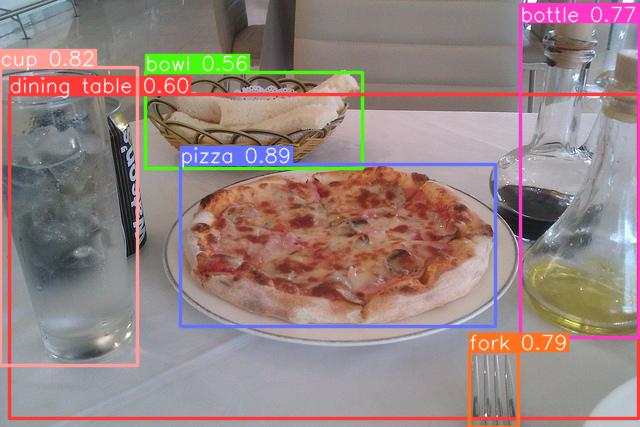 bottle 0.77
cup 0.82
bowl 0.56
dining table 0.60
pizza 0.89
fork 0.79